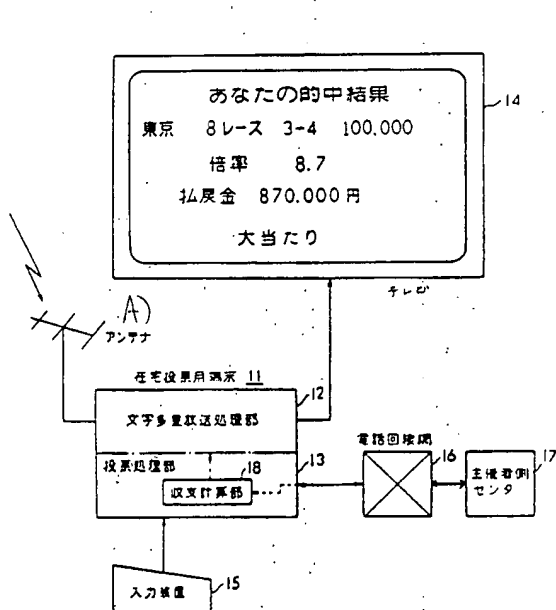 あなたの的中結果
14
東京 8レース 3-4 100.000
倍率 8.7
払戻金 870.000円
大当たり
テレビ
A)
アンテナ
在宅投票用端末 11
12
文字多重放送処理部
電話回線網
投票処理部
18
13
16
17
収支計算部
主催者側
センタ
入力装置
15